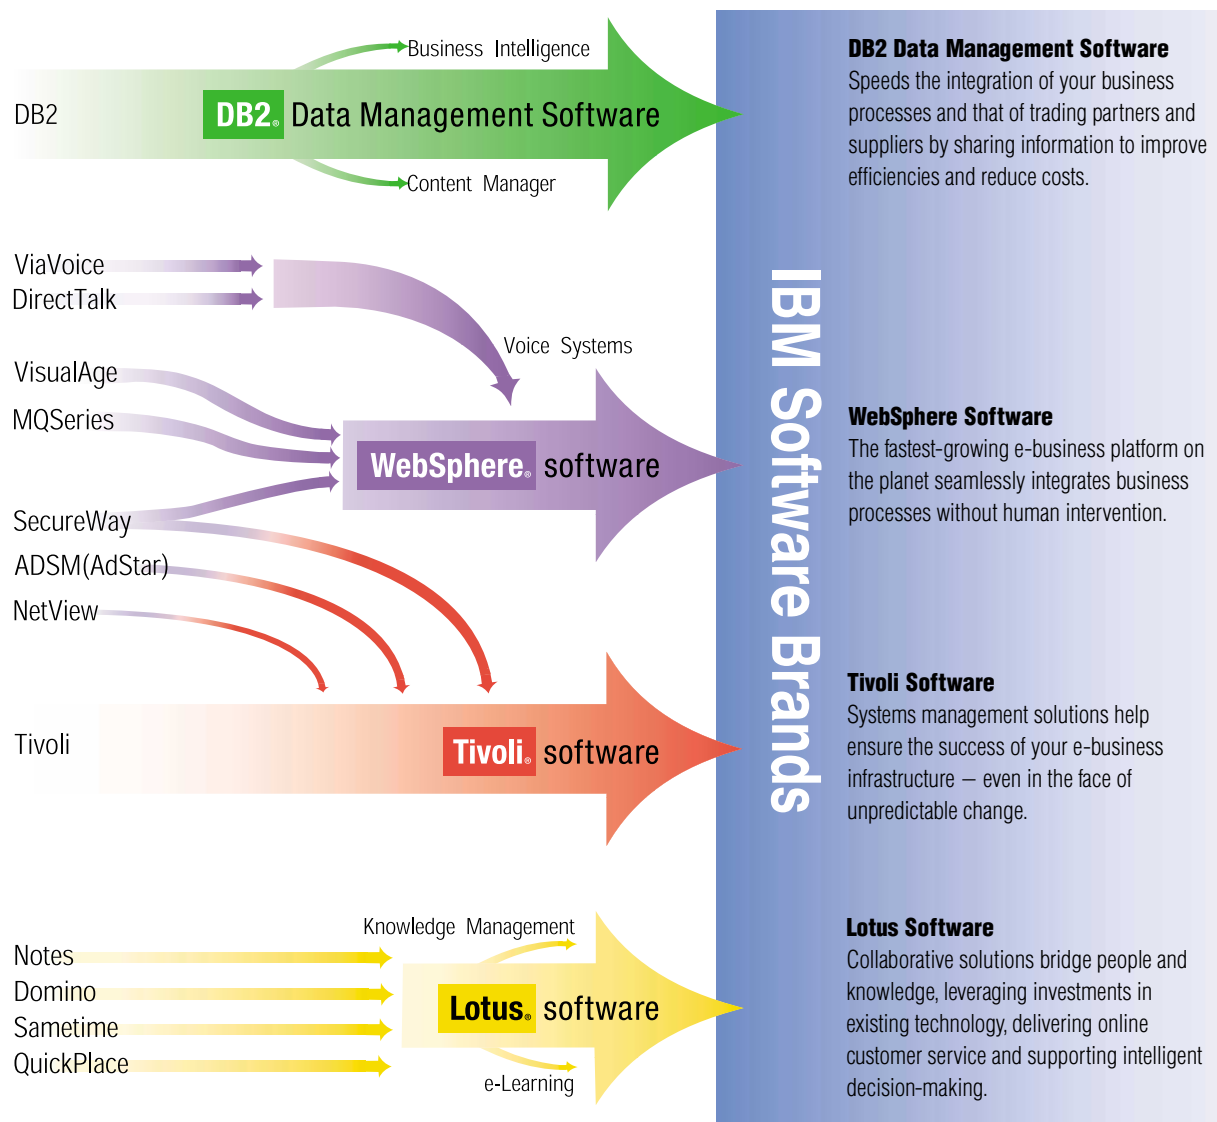 Business Intelligence
DB2
DB2® Data Management Software
Content Manager
DB2 Data Management Software
Speeds the integration of your business
processes and that of trading partners and
suppliers by sharing information to improve
efficiencies and reduce costs.
ViaVoice
DirectTalk
Voice Systems
VisualAge
MQSeries
WebSphere® software
SecureWay
ADSM(AdStar)
NetView
IBM Software Brands
WebSphere Software
The fastest-growing e-business platform on
the planet seamlessly integrates business
processes without human intervention.
Tivoli
Tivoli® software
Tivoli Software
Systems management solutions help
ensure the success of your e-business
infrastructure — even in the face of
unpredictable change.
Knowledge Management
Notes
Domino
Sametime
QuickPlace
Lotus® software
e-Learning
Lotus Software
Collaborative solutions bridge people and
knowledge, leveraging investments in
existing technology, delivering online
customer service and supporting intelligent
decision-making.